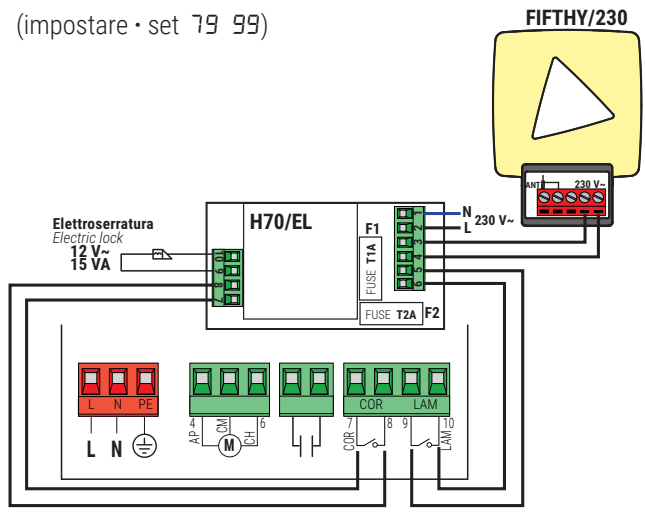 (impostare · set 79 99)
FIFTHY/230
ANT 230 V~
H70/EL
Elettroserratura
Electric lock
12 V~
15 VA
10
9
8
7
F1
FUSE T1A
FUSE T2A F2
1
2
3
4
5
6
N
L
230 V~
L N PE
COR LAM
4 6 7 8 9 10
AP CM CH COR LAM
M
L N